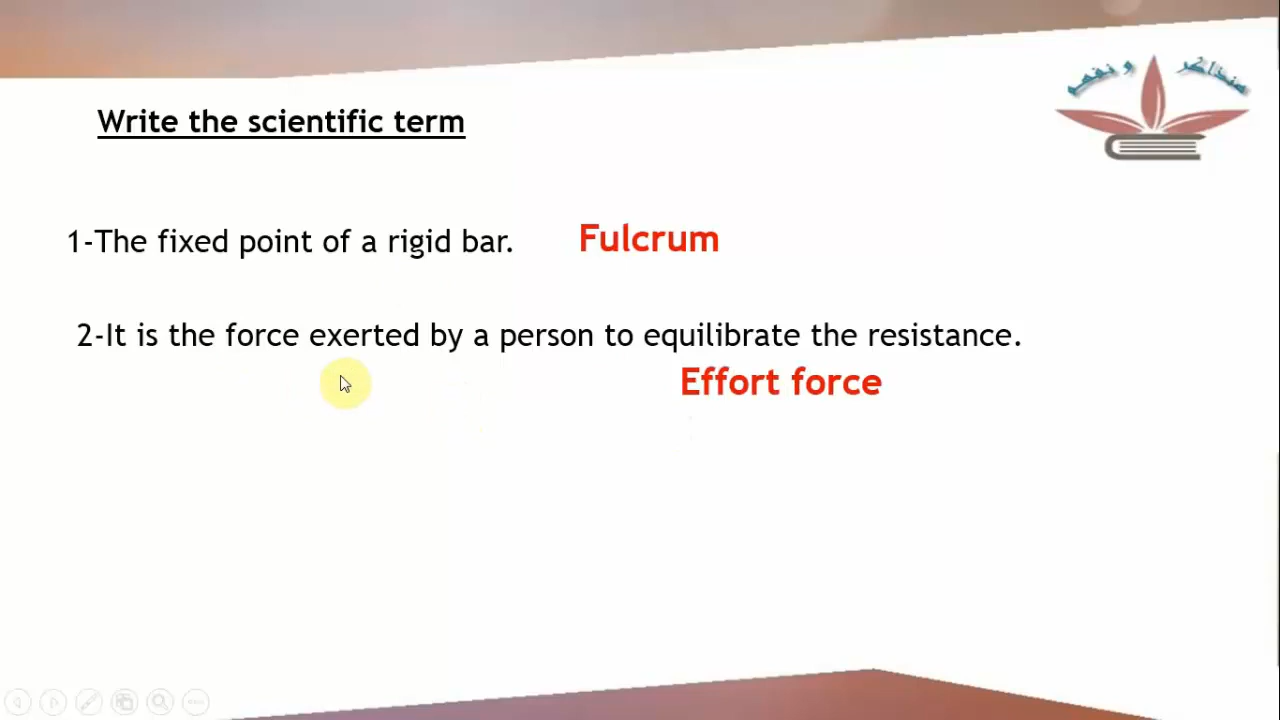 Write the scientific term
1-The fixed point of a rigid bar. Fulcrum
2-It is the force exerted by a person to equilibrate the resistance.
Effort force